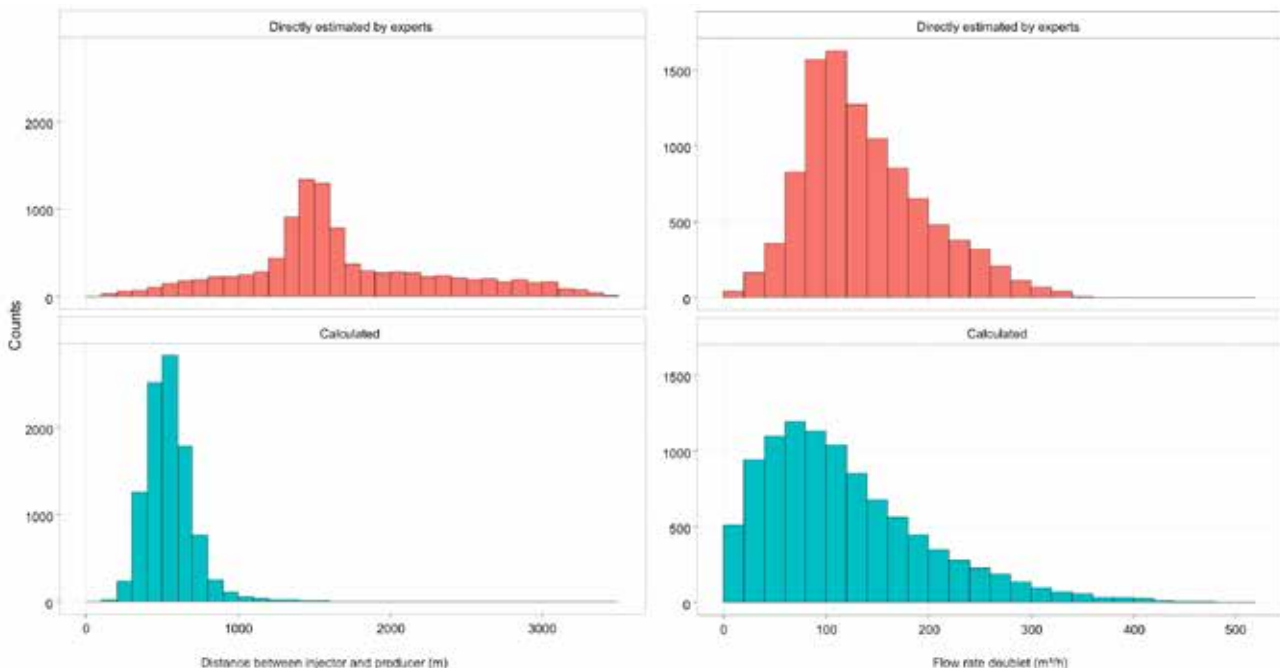 Directly estimated by experts
Directly estimated by experts
2000
1000
0
1500
1000
500
0
Counts
Calculated
Calculated
2000
1000
0
1500
1000
500
0
0 1000 2000 3000
0 100 200 300 400 500
Distance between injector and producer (m)
Flow rate doublet (m³/h)